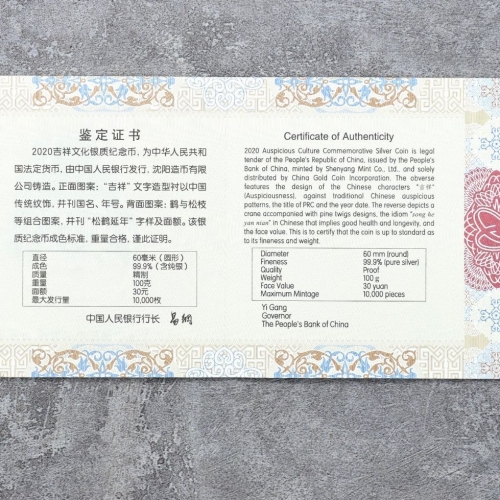 鉴定证书
2020吉祥文化银质纪念币，为中华人民共和
国法定货币，由中国人民银行发行，沈阳造币有限
公司铸造。正面图案：“吉祥”文字造型衬以中国
传统纹饰，并刊国名、年号。背面图案：鹤与松枝
等组合图案，并刊“松鹤延年”字样及面额。该银
质纪念币成色标准，重量合格，谨此证明。
直径 60毫米（圆形）
成色 99.9%（含纯银）
质量 精制
重量 100克
面额 30元
最大发行量 10,000枚
中国人民银行行长 易纲
Certificate of Authenticity
2020 Auspicious Culture Commemorative Silver Coin is legal
tender of the People's Republic of China, issued by the People's
Bank of China, minted by Shenyang Mint Co., Ltd., and solely
distributed by China Gold Coin Incorporation. The obverse
features the design of the Chinese characters "吉祥"
(Auspiciousness), against traditional Chinese auspicious
patterns, the title of PRC, and the year date. The reverse depicts a
crane accompanied with pine twigs designs, the idiom "song he
yan nian" in Chinese that implies good health and longevity, and
the face value. This is to certify that the coin is up to standard as
to its fineness and weight.
Diameter 60 mm (round)
Fineness 99.9% (pure silver)
Quality Proof
Weight 100 g
Face Value 30 yuan
Maximum Mintage 10,000 pieces
Yi Gang
Governor
The People's Bank of China